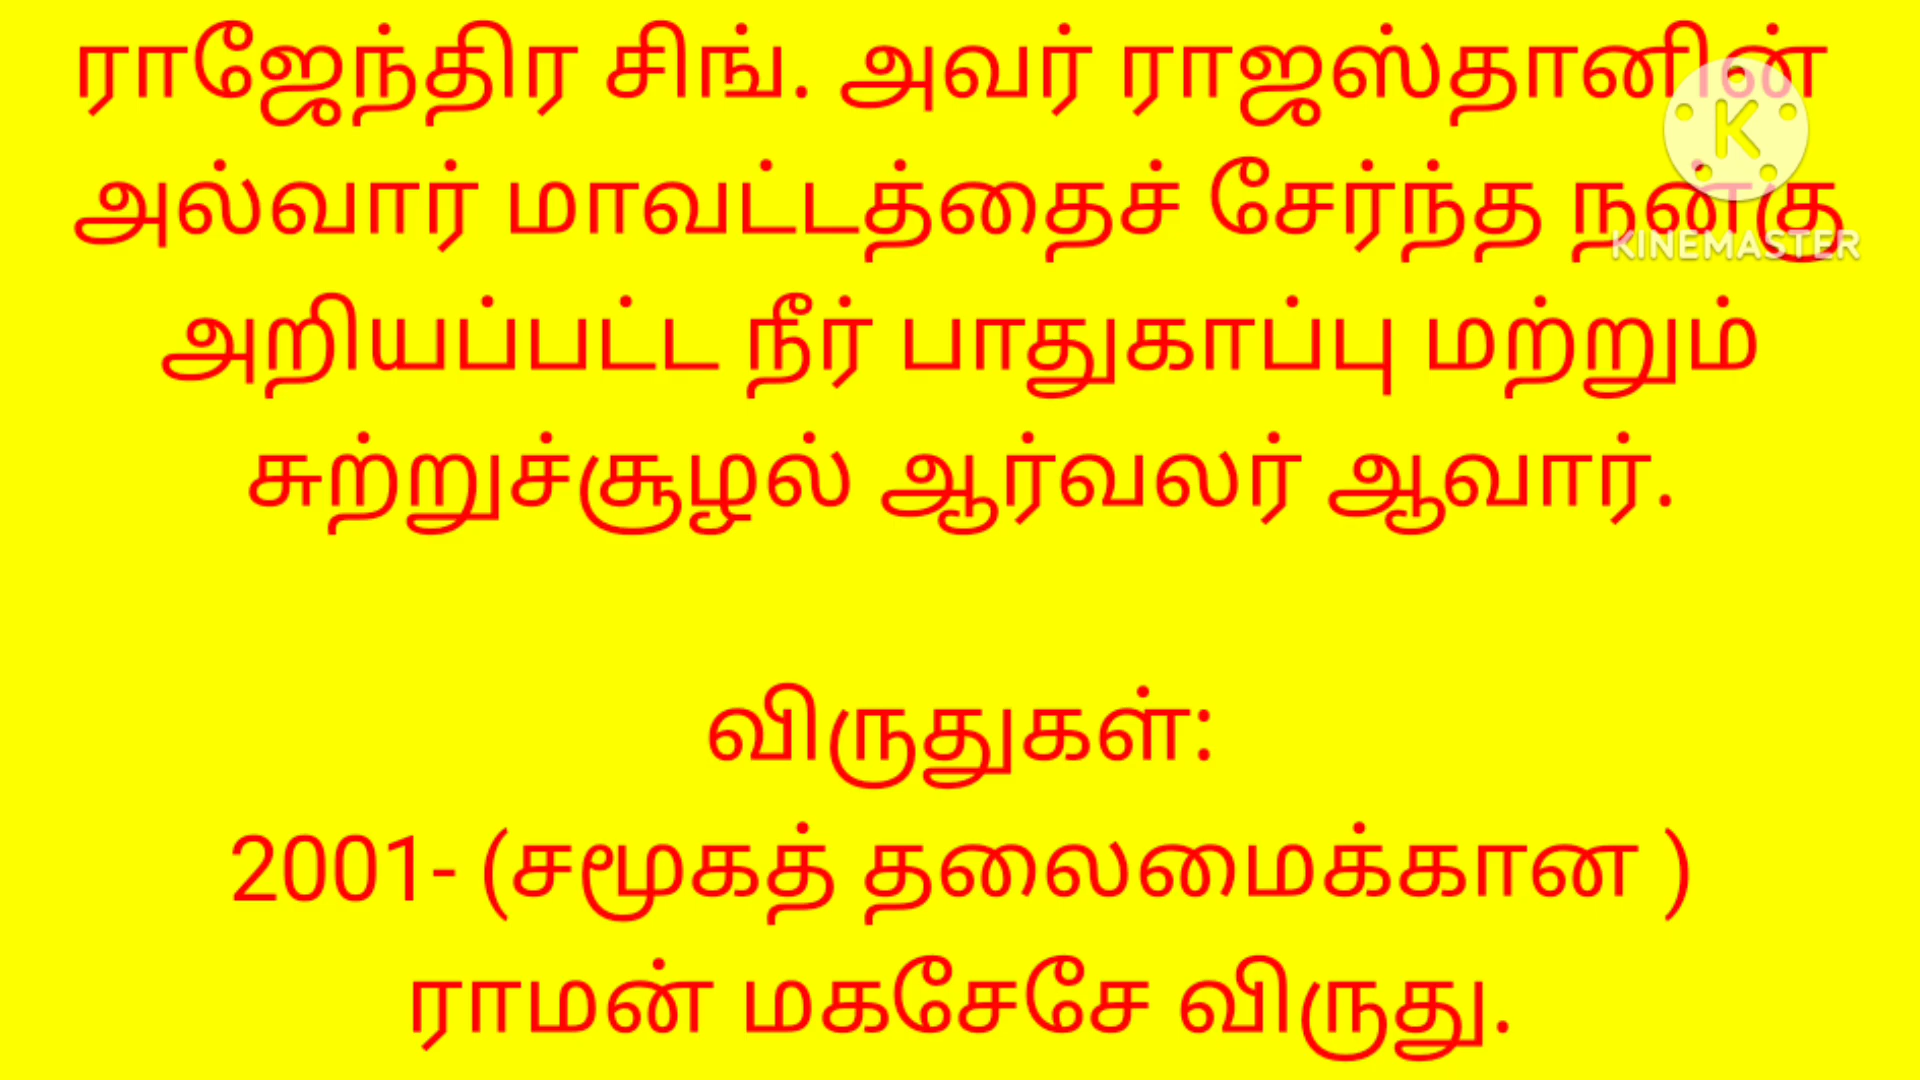 ராஜேந்திர சிங். அவர் ராஜஸ்தானின்
அல்வார் மாவட்டத்தைச் சேர்ந்த நன்கு
அறியப்பட்ட நீர் பாதுகாப்பு மற்றும்
சுற்றுச்சூழல் ஆர்வலர் ஆவார்.
விருதுகள்:
2001- (சமூகத் தலைமைக்கான )
ராமன் மகசேசே விருது.
K
KINEMASTER